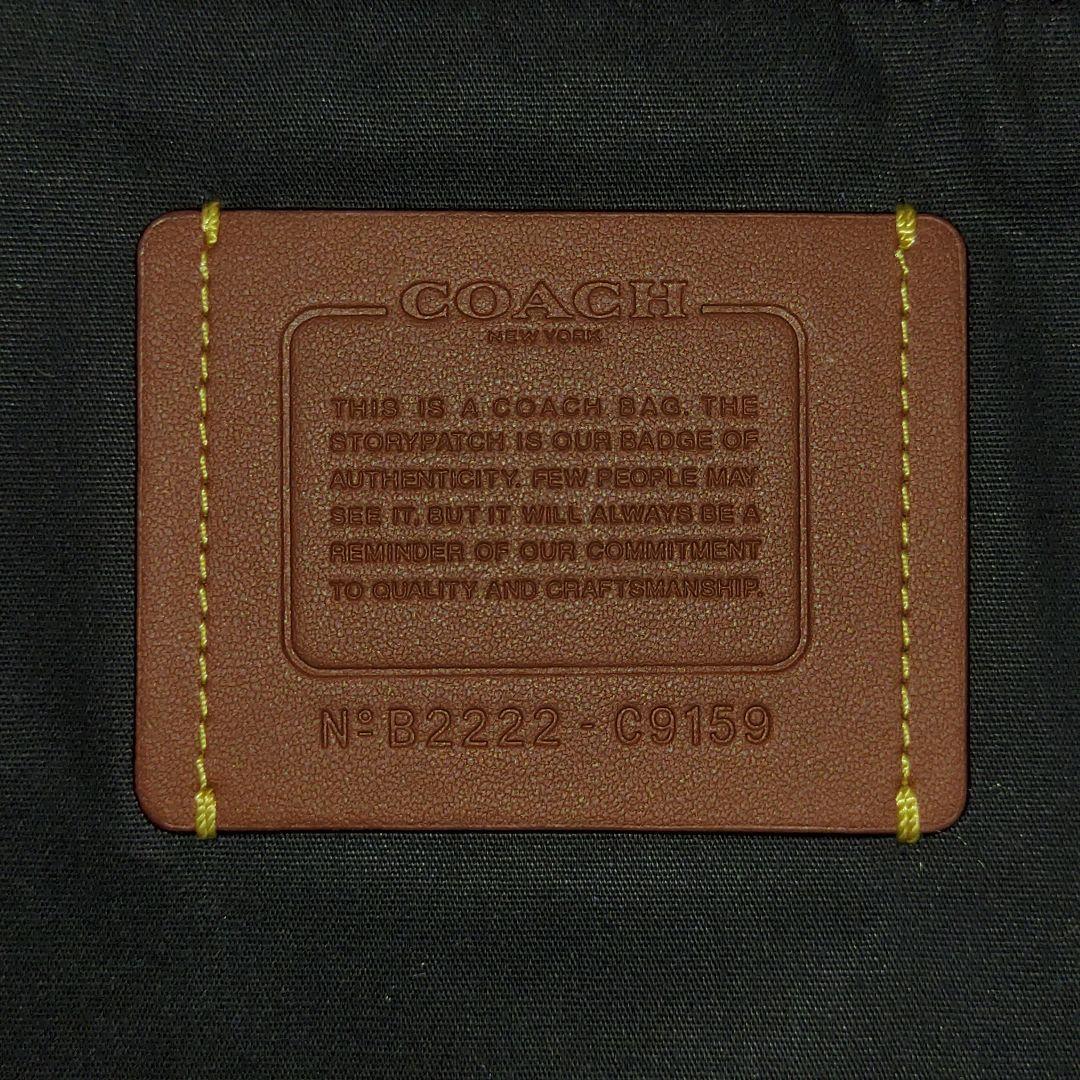 COACH
NEW YORK
THIS IS A COACH BAG. THE
STORYPATCH IS OUR BADGE OF
AUTHENTICITY. FEW PEOPLE MAY
SEE IT, BUT IT WILL ALWAYS BE A
REMINDER OF OUR COMMITMENT
TO QUALITY AND CRAFTSMANSHIP.
Nº B2222 - C9159